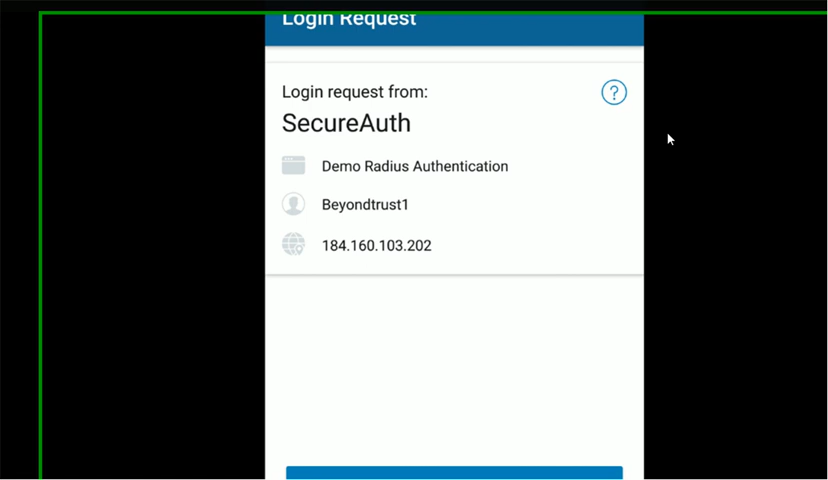 Login Request
Login request from:
?
SecureAuth
Demo Radius Authentication
Beyondtrust1
184.160.103.202